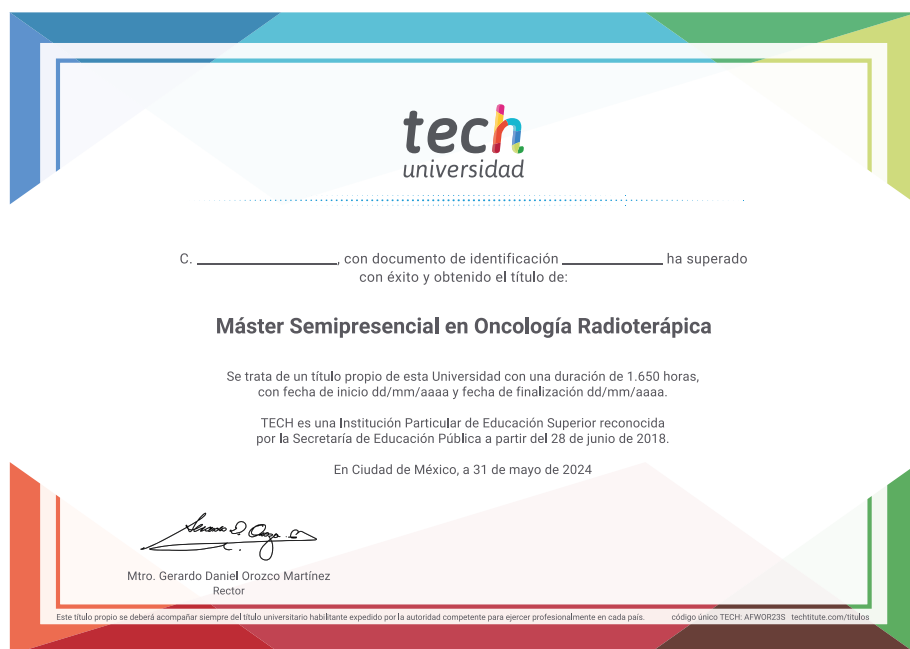 tech
universidad
C. ____________________, con documento de identificación ______________ ha superado
con éxito y obtenido el título de:
Máster Semipresencial en Oncología Radioterápica
Se trata de un título propio de esta Universidad con una duración de 1.650 horas,
con fecha de inicio dd/mm/aaaa y fecha de finalización dd/mm/aaaa.
TECH es una Institución Particular de Educación Superior reconocida
por la Secretaría de Educación Pública a partir del 28 de junio de 2018.
En Ciudad de México, a 31 de mayo de 2024
Mtro. Gerardo Daniel Orozco Martínez
Rector
Este título propio se deberá acompañar siempre del título universitario habilitante expedido por la autoridad competente para ejercer profesionalmente en cada país. código único TECH: AFWOR23S techtitute.com/titulos